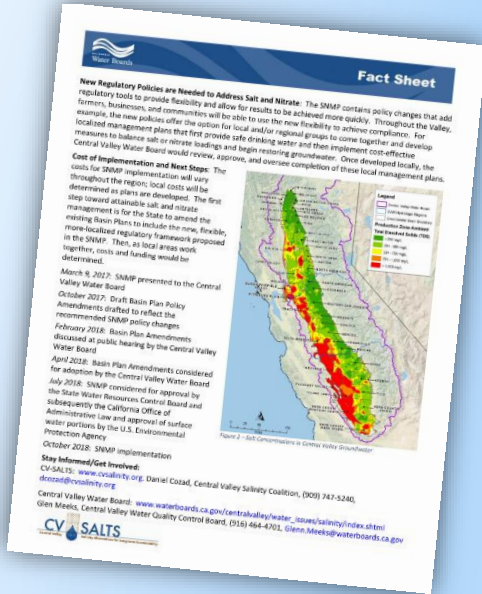 Water Boards
Fact Sheet
New Regulatory Policies are Needed to Address Salt and Nitrate: The SNMP contains policy changes that add
regulatory tools to provide flexibility and allow for results to be achieved more quickly. Throughout the Valley,
farmers, businesses, and communities will be able to use the new flexibility to achieve compliance. For
example, the new policies offer the option for local and/or regional groups to come together and develop
localized management plans that first provide safe drinking water and then implement cost-effective
measures to balance salt or nitrate loadings and begin restoring groundwater. Once developed locally, the
Central Valley Water Board would review, approve, and oversee completion of these local management plans.
Cost of Implementation and Next Steps: The
costs for SNMP implementation will vary
throughout the region; local costs will be
determined as plans are developed. The first
step toward attainable salt and nitrate
management is for the State to amend the
existing Basin Plans to include the new, flexible,
more-localized regulatory framework proposed
in the SNMP. Then, as local areas work
together, costs and funding would be
determined.
March 9, 2017: SNMP presented to the Central
Valley Water Board
October 2017: Draft Basin Plan Policy
Amendments drafted to reflect the
recommended SNMP policy changes
February 2018: Basin Plan Amendments
discussed at public hearing by the Central Valley
Water Board
April 2018: Basin Plan Amendments considered
for adoption by the Central Valley Water Board
July 2018: SNMP considered for approval by
the State Water Resources Control Board and
subsequently the California Office of
Administrative Law and approval of surface
water portions by the U.S. Environmental
Protection Agency
October 2018: SNMP implementation
Legend
Production Zone Ambient
Total Dissolved Solids (TDS)
Figure 2 – Salt Concentrations in Central Valley Groundwater
Stay Informed/Get Involved:
CV-SALTS: www.cvsalinity.org, Daniel Cozad, Central Valley Salinity Coalition, (909) 747-5240,
dcozad@cvsalinity.org
Central Valley Water Board: www.waterboards.ca.gov/centralvalley/water_issues/salinity/index.shtml
Glen Meeks, Central Valley Water Quality Control Board, (916) 464-4701, Glenn.Meeks@waterboards.ca.gov
CV SALTS